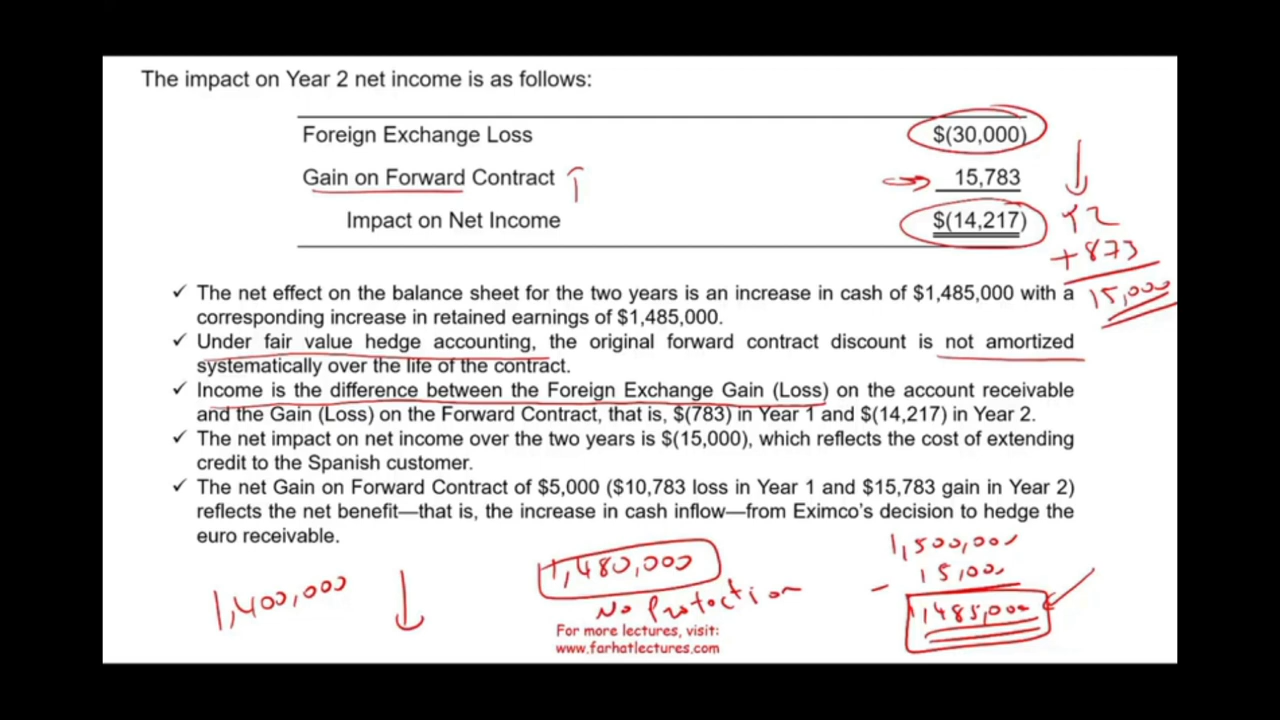 The impact on Year 2 net income is as follows:
Foreign Exchange Loss $(30,000)
Gain on Forward Contract 15,783
Impact on Net Income $(14,217)
Y2
+873
15,000
✓ The net effect on the balance sheet for the two years is an increase in cash of $1,485,000 with a
corresponding increase in retained earnings of $1,485,000.
✓ Under fair value hedge accounting, the original forward contract discount is not amortized
systematically over the life of the contract.
✓ Income is the difference between the Foreign Exchange Gain (Loss) on the account receivable
and the Gain (Loss) on the Forward Contract, that is, $(783) in Year 1 and $(14,217) in Year 2.
✓ The net impact on net income over the two years is $(15,000), which reflects the cost of extending
credit to the Spanish customer.
✓ The net Gain on Forward Contract of $5,000 ($10,783 loss in Year 1 and $15,783 gain in Year 2)
reflects the net benefit—that is, the increase in cash inflow—from Eximco's decision to hedge the
euro receivable.
1,400,000
1,480,000
No Protection
1,500,000
- 15,000
1,485,000
For more lectures, visit:
www.farhatlectures.com